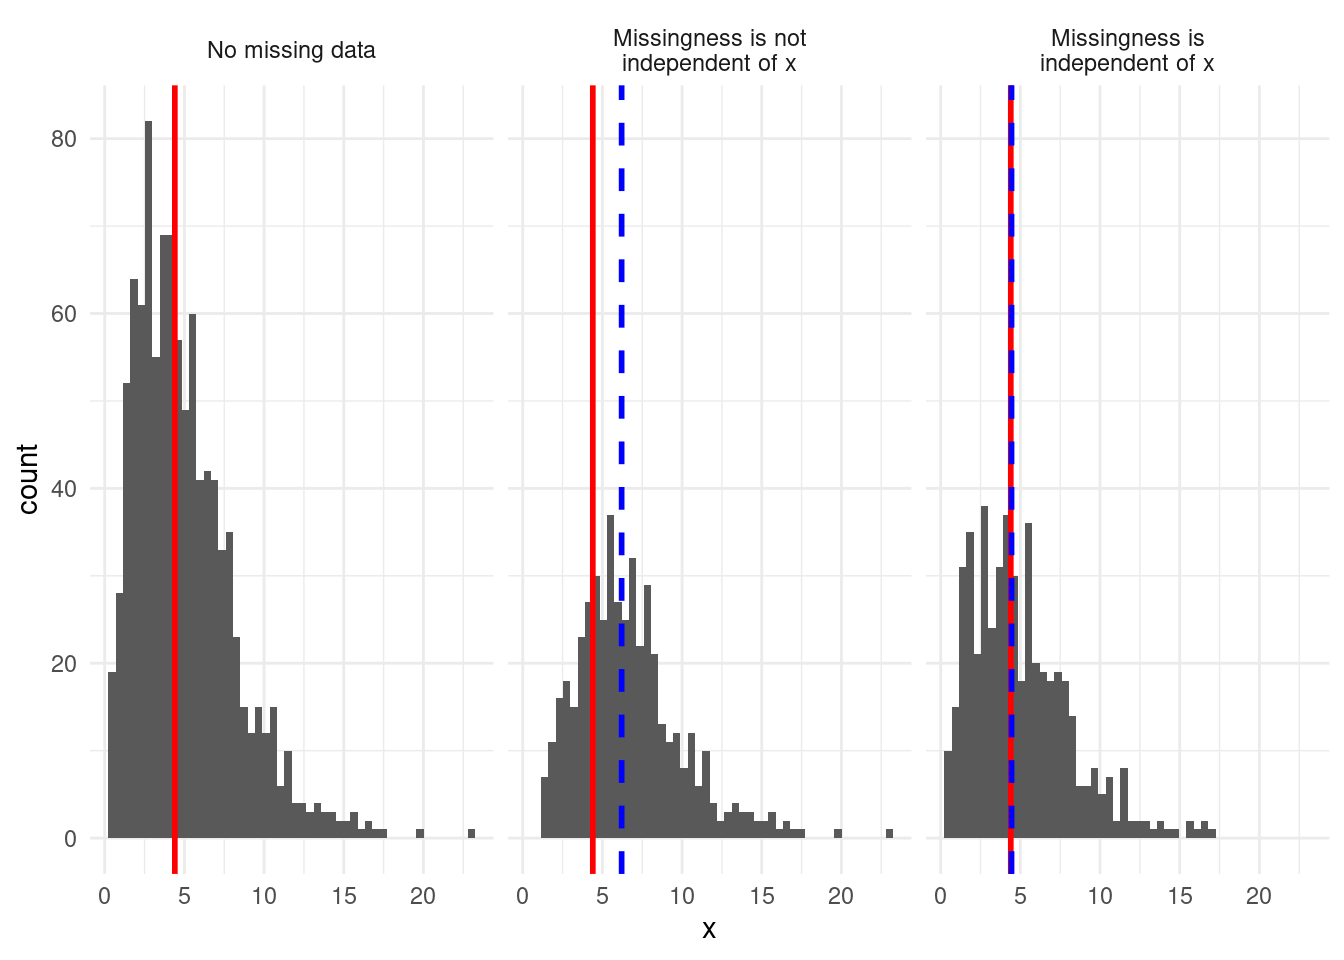 No missing data
Missingness is not
independent of x
Missingness is
independent of x
count
80
60
40
20
0
0 5 10 15 20
0 5 10 15 20
0 5 10 15 20
x